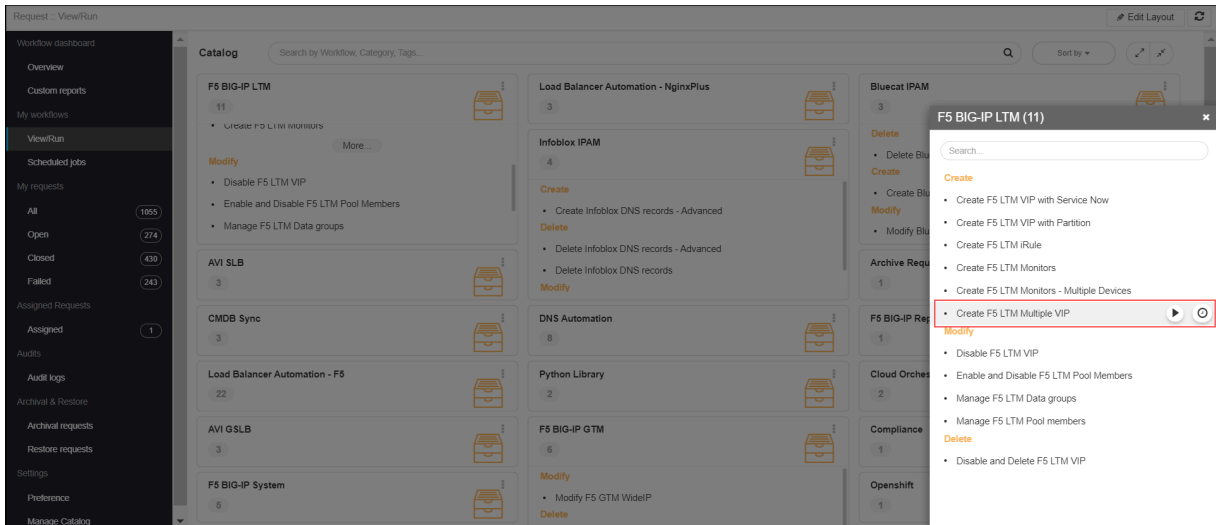 Request :: View/Run
Edit Layout
Workflow dashboard
Overview
Custom reports
My workflows
View/Run
Scheduled jobs
My requests
All 1055
Open 274
Closed 430
Failed 243
Assigned Requests
Assigned 1
Audits
Audit logs
Archival & Restore
Archival requests
Restore requests
Settings
Preference
Manage Catalog
Catalog
Search by Workflow, Category, Tags...
Sort by
F5 BIG-IP LTM
11
• Create F5 LTM Monitors
More...
Modify
• Disable F5 LTM VIP
• Enable and Disable F5 LTM Pool Members
• Manage F5 LTM Data groups
AVI SLB
3
CMDB Sync
3
Load Balancer Automation - F5
22
AVI GSLB
3
F5 BIG-IP System
5
Load Balancer Automation - NginxPlus
3
Infoblox IPAM
4
Create
• Create Infoblox DNS records - Advanced
Delete
• Delete Infoblox DNS records - Advanced
• Delete Infoblox DNS records
Modify
DNS Automation
8
Python Library
2
F5 BIG-IP GTM
6
Modify
• Modify F5 GTM WideIP
Delete
Bluecat IPAM
3
Delete
• Delete Blu
Create
• Create Blu
Modify
• Modify Blu
Archive Requ
1
F5 BIG-IP Rep
1
Cloud Orches
2
Compliance
1
Openshift
1
F5 BIG-IP LTM (11)
Search...
Create
• Create F5 LTM VIP with Service Now
• Create F5 LTM VIP with Partition
• Create F5 LTM iRule
• Create F5 LTM Monitors
• Create F5 LTM Monitors - Multiple Devices
• Create F5 LTM Multiple VIP
Modify
• Disable F5 LTM VIP
• Enable and Disable F5 LTM Pool Members
• Manage F5 LTM Data groups
• Manage F5 LTM Pool members
Delete
• Disable and Delete F5 LTM VIP